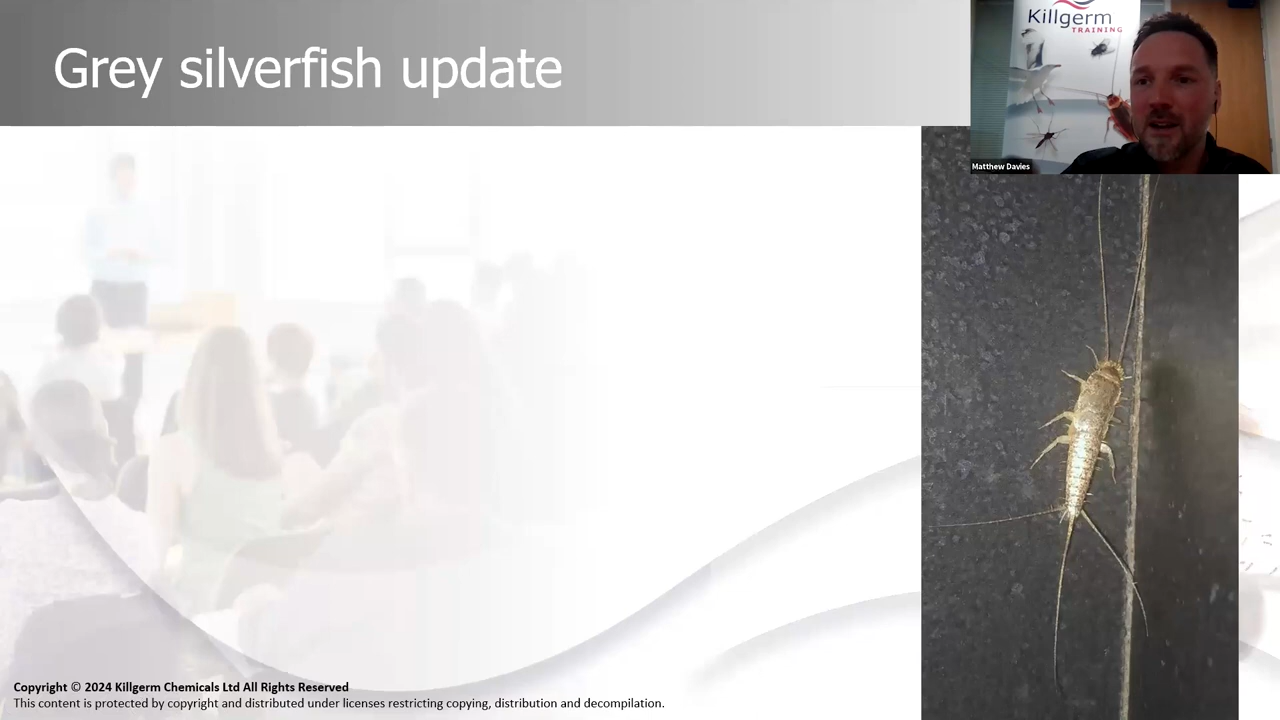 Grey silverfish update
Killgerm
TRAINING
Matthew Davies
Copyright © 2024 Killgerm Chemicals Ltd All Rights Reserved
This content is protected by copyright and distributed under licenses restricting copying, distribution and decompilation.